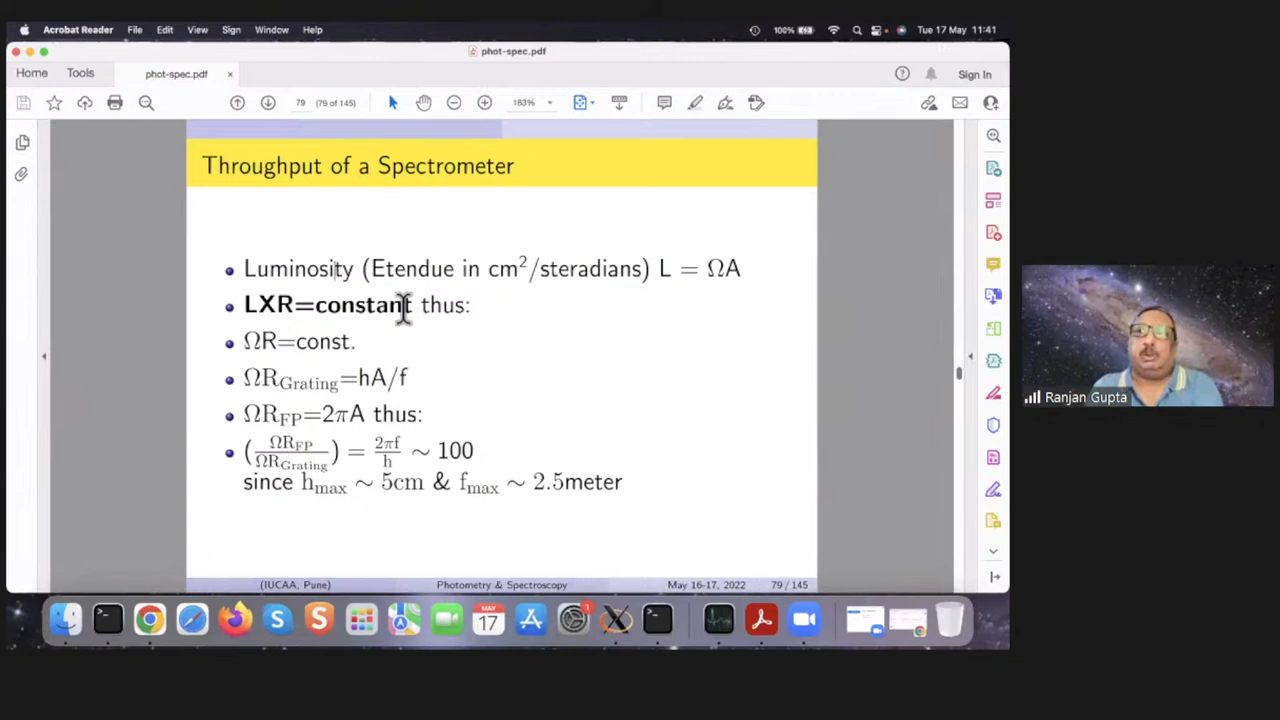 Acrobat Reader File Edit View Sign Window Help 100% Tue 17 May 11:41
phot-spec.pdf
Home Tools phot-spec.pdf × Sign In
79 (79 of 145) 163%
Throughput of a Spectrometer
• Luminosity (Etendue in cm²/steradians) L = ΩA
• LXR=constant thus:
• ΩR=const.
• ΩR_Grating=hA/f
• ΩR_FP=2πA thus:
• (ΩR_FP/ΩR_Grating) = 2πf/h ∼ 100
since h_max ∼ 5cm & f_max ∼ 2.5meter
(IUCAA, Pune) Photometry & Spectroscopy May 16-17, 2022 79 / 145
Ranjan Gupta
MAY
17
1